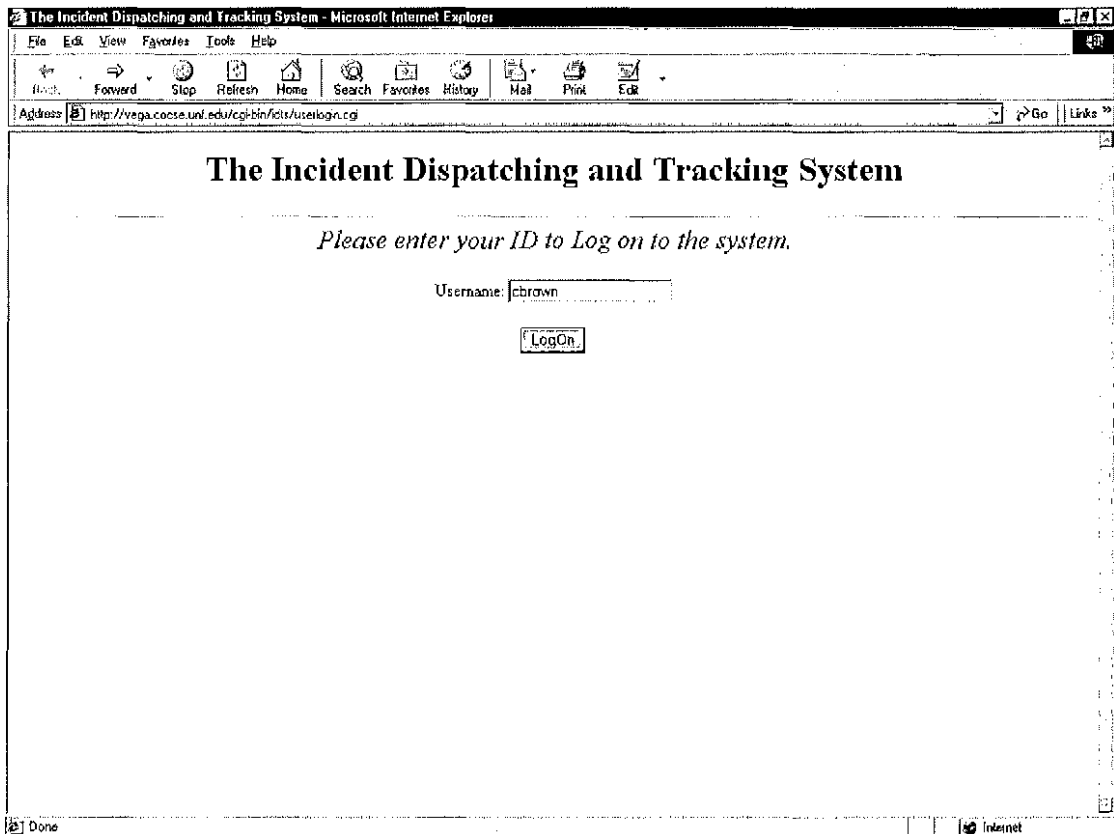 The Incident Dispatching and Tracking System - Microsoft Internet Explorer
File Edit View Favorites Tools Help
Back Forward Stop Refresh Home Search Favorites History Mail Print Edit
Address http://vega.cocse.unf.edu/cgi-bin/idts/userlogin.cgi Go Links »
The Incident Dispatching and Tracking System
Please enter your ID to Log on to the system.
Username: cbrown
LogOn
Done Internet